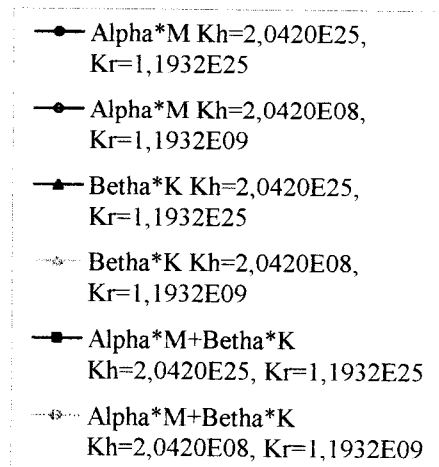 Alpha*M Kh=2,0420E25,
Kr=1,1932E25
Alpha*M Kh=2,0420E08,
Kr=1,1932E09
Betha*K Kh=2,0420E25,
Kr=1,1932E25
Betha*K Kh=2,0420E08,
Kr=1,1932E09
Alpha*M+Betha*K
Kh=2,0420E25, Kr=1,1932E25
Alpha*M+Betha*K
Kh=2,0420E08, Kr=1,1932E09